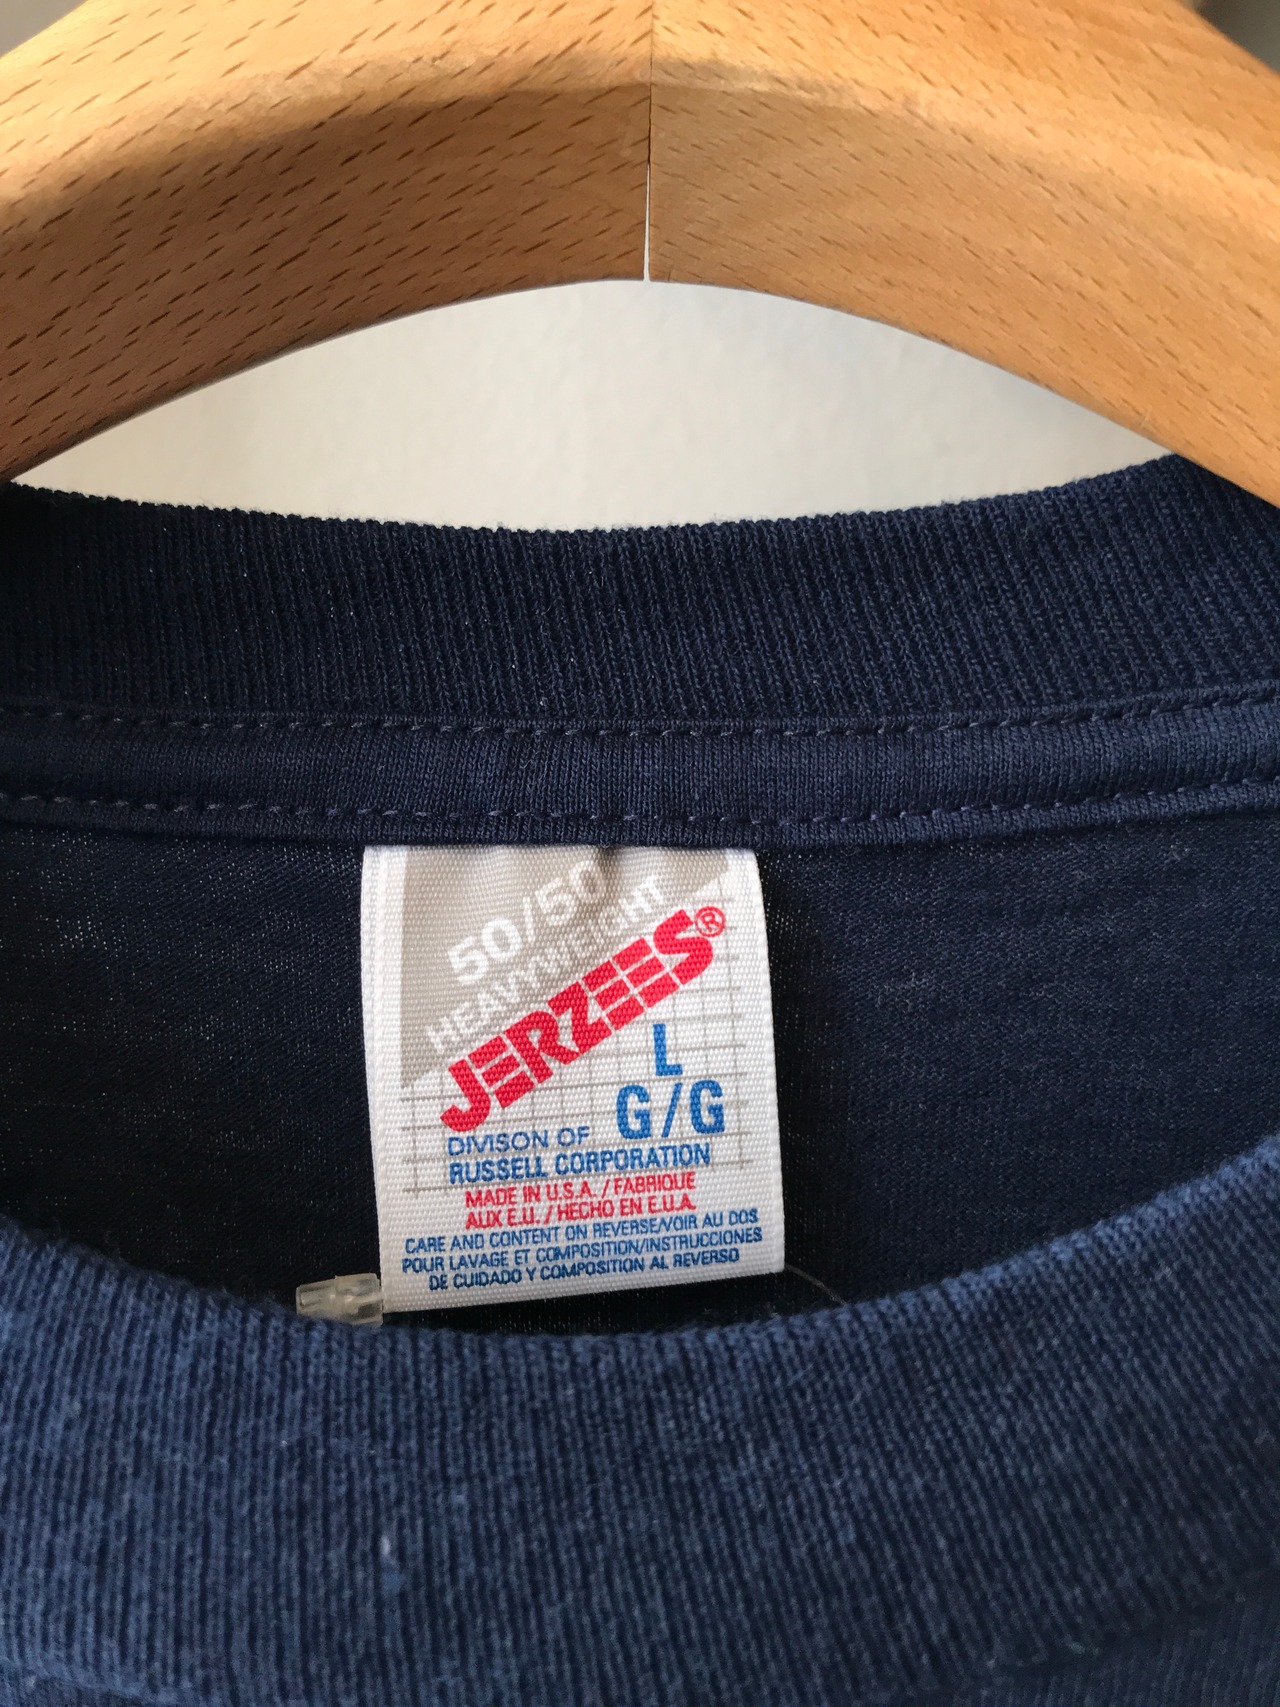 50/50
HEAVYWEIGHT
JERZEES®
L
G/G
DIVISON OF
RUSSELL CORPORATION
MADE IN U.S.A. / FABRIQUE
AUX E.U. / HECHO EN E.U.A.
CARE AND CONTENT ON REVERSE/VOIR AU DOS
POUR LAVAGE ET COMPOSITION/INSTRUCCIONES
DE CUIDADO Y COMPOSITION AL REVERSO